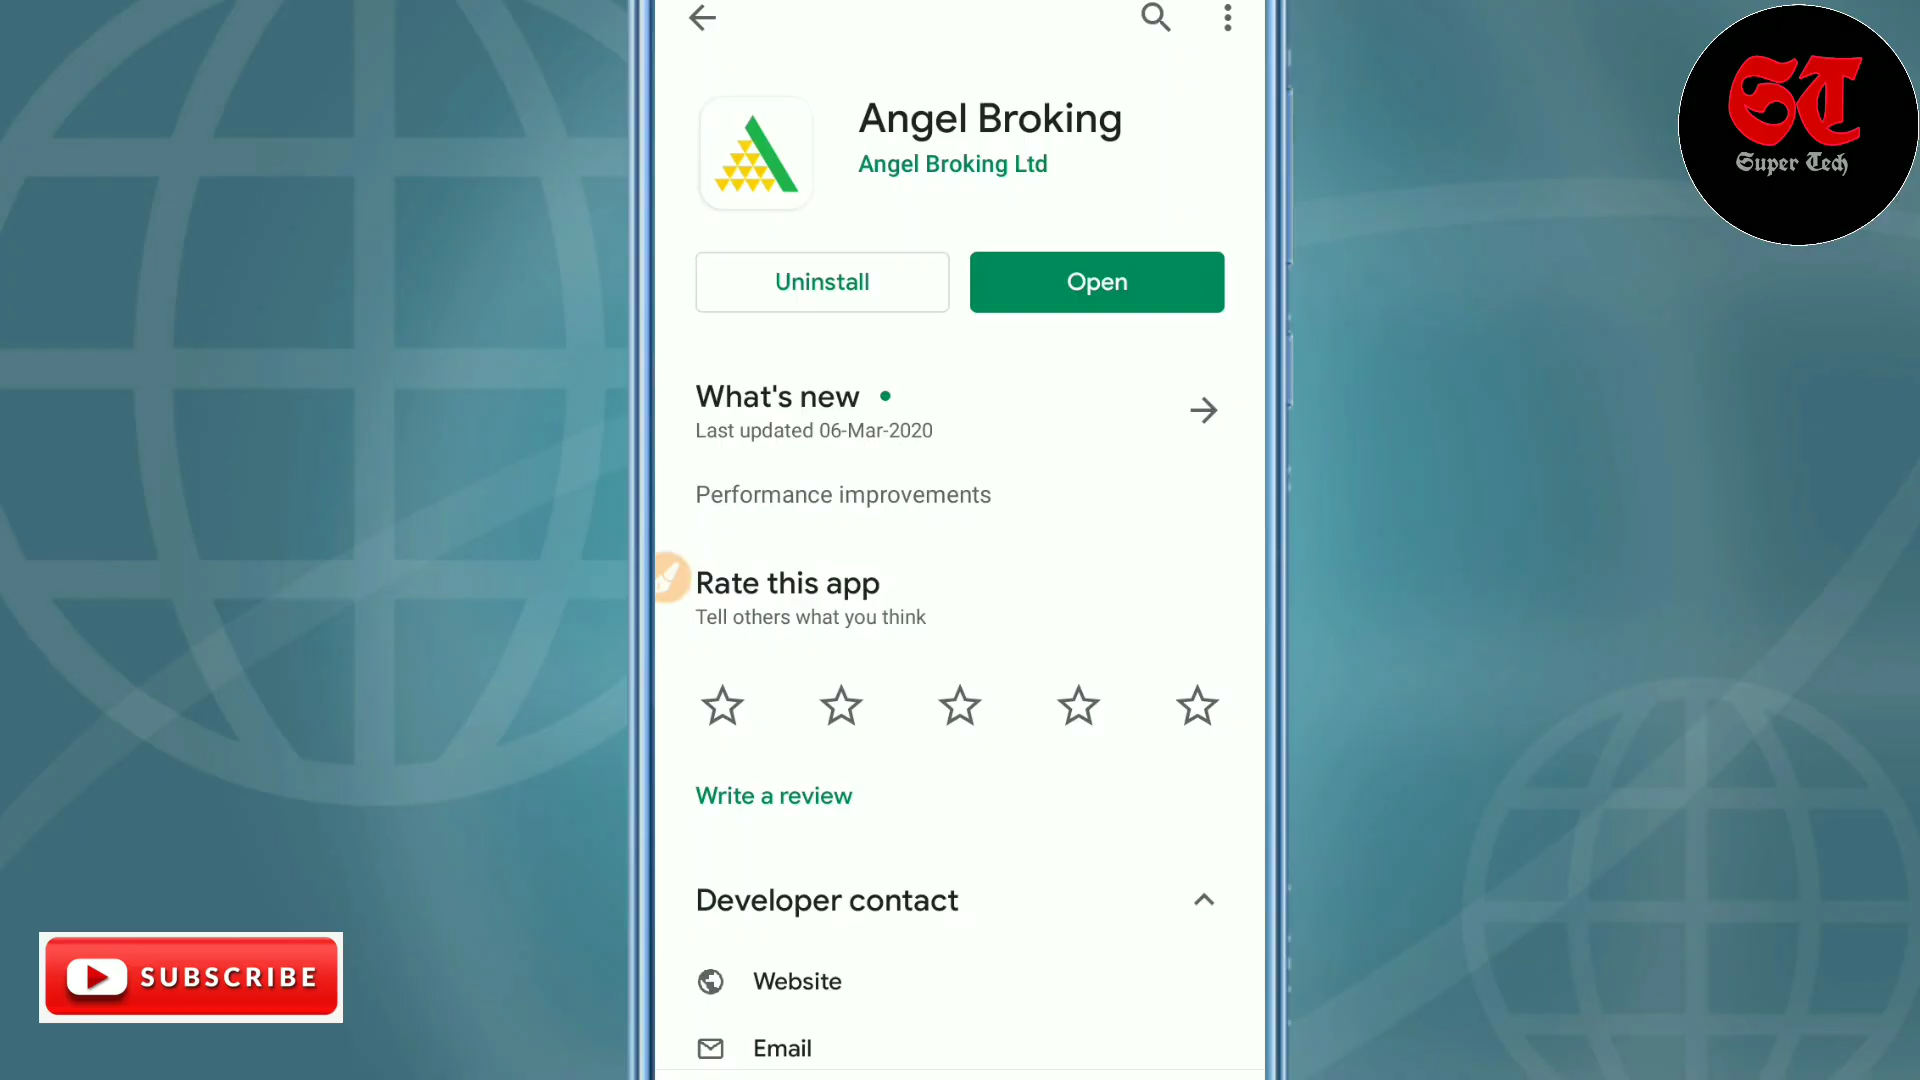 Angel Broking
Angel Broking Ltd
Uninstall
Open
What's new
Last updated 06-Mar-2020
Performance improvements
Rate this app
Tell others what you think
Write a review
Developer contact
Website
Email
ST
Super Tech
SUBSCRIBE